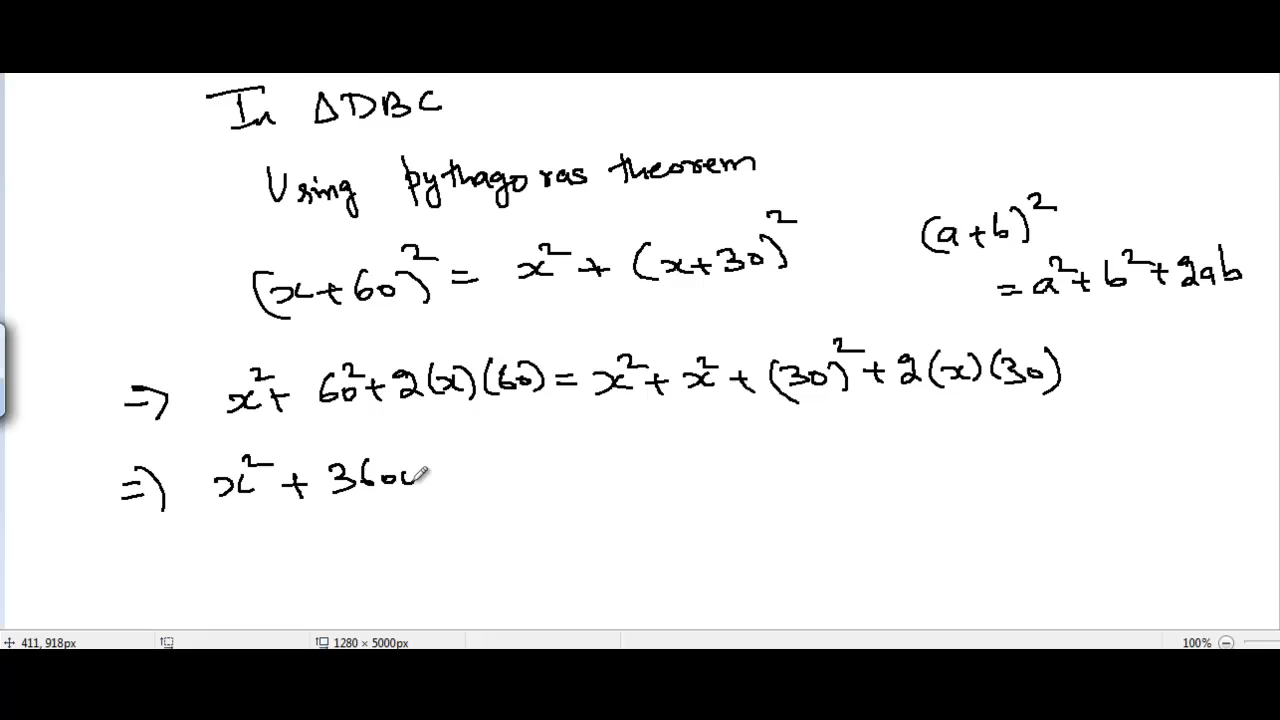 In ΔDBC
Using pythagoras theorem
(x+60)² = x² + (x+30)²
(a+b)²
= a² + b² + 2ab
⇒ x² + 60² + 2(x)(60) = x² + x² + (30)² + 2(x)(30)
⇒ x² + 360
411, 918px
1280 × 5000px
100%